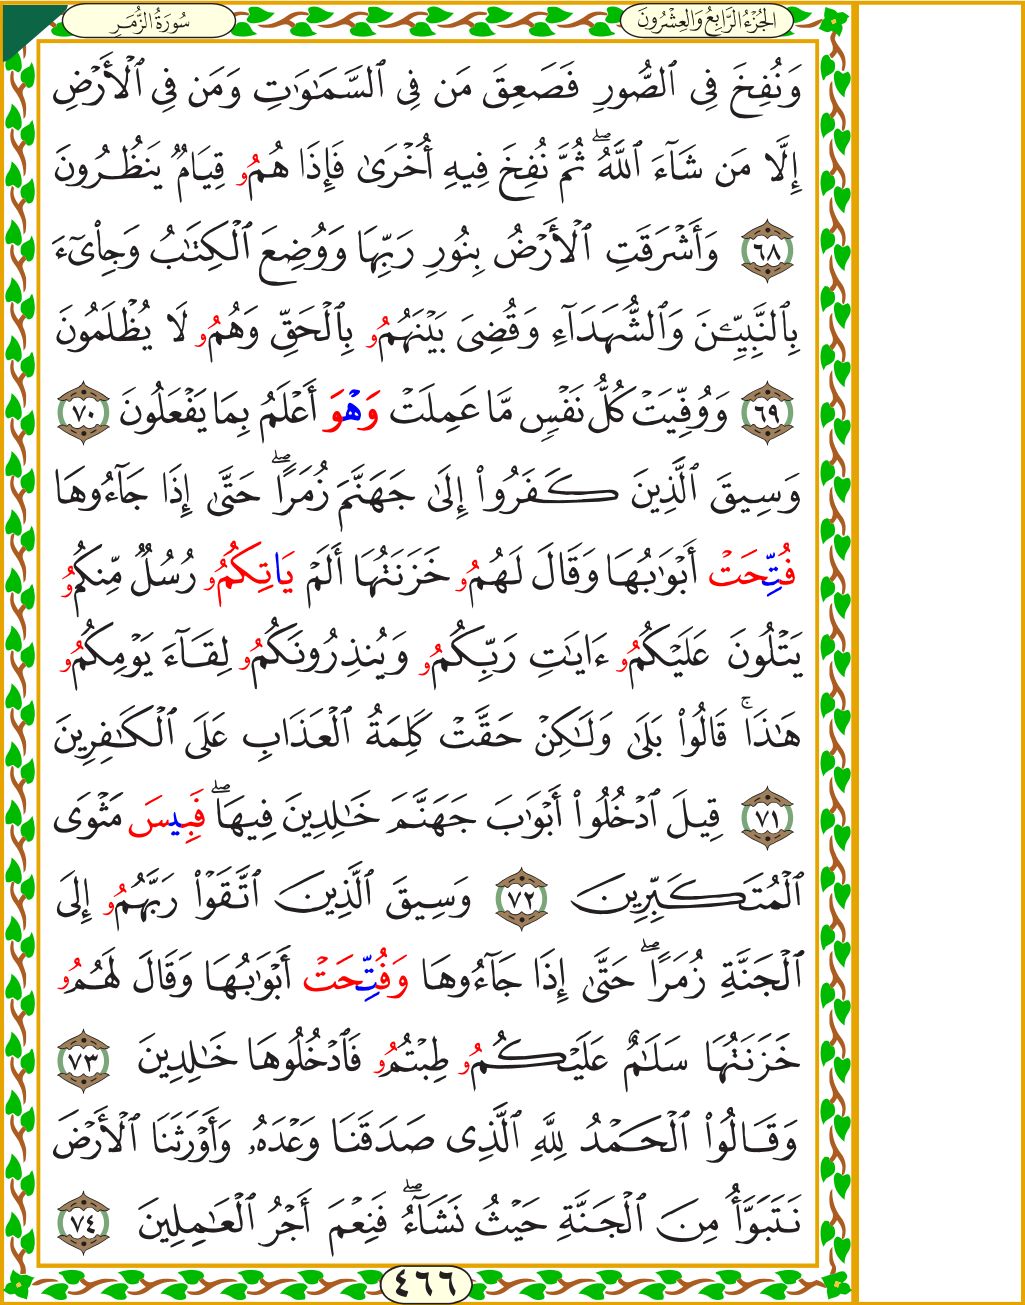 الجُزْءُ الرَّابِعُ وَالعِشْرُونَ
سُورَةُ الزُّمَرِ
وَنُفِخَ فِي ٱلصُّورِ فَصَعِقَ مَن فِي ٱلسَّمَٰوَٰتِ وَمَن فِي ٱلْأَرْضِ
إِلَّا مَن شَآءَ ٱللَّهُۖ ثُمَّ نُفِخَ فِيهِ أُخْرَىٰ فَإِذَا هُمُۥ قِيَامٌ يَنظُرُونَ
٦٨ وَأَشْرَقَتِ ٱلْأَرْضُ بِنُورِ رَبِّهَا وَوُضِعَ ٱلْكِتَٰبُ وَجِا۟يٓءَ
بِٱلنَّبِيِّـۧنَ وَٱلشُّهَدَآءِ وَقُضِيَ بَيْنَهُمُۥ بِٱلْحَقِّ وَهُمُۥ لَا يُظْلَمُونَ
٦٩ وَوُفِّيَتْ كُلُّ نَفْسٍ مَّا عَمِلَتْ وَهْوَ أَعْلَمُ بِمَا يَفْعَلُونَ ٧٠
وَسِيقَ ٱلَّذِينَ كَفَرُوا۟ إِلَىٰ جَهَنَّمَ زُمَرًاۖ حَتَّىٰ إِذَا جَآءُوهَا
فُتِّحَتْ أَبْوَٰبُهَا وَقَالَ لَهُمُۥ خَزَنَتُهَا أَلَمْ يَاتِكُمُۥ رُسُلٌ مِّنكُمُۥ
يَتْلُونَ عَلَيْكُمُۥ ءَايَٰتِ رَبِّكُمُۥ وَيُنذِرُونَكُمُۥ لِقَآءَ يَوْمِكُمُۥ
هَٰذَاۚ قَالُوا۟ بَلَىٰ وَلَٰكِنْ حَقَّتْ كَلِمَةُ ٱلْعَذَابِ عَلَى ٱلْكَٰفِرِينَ
٧١ قِيلَ ٱدْخُلُوٓا۟ أَبْوَٰبَ جَهَنَّمَ خَٰلِدِينَ فِيهَاۖ فَبِيسَ مَثْوَى
ٱلْمُتَكَبِّرِينَ ٧٢ وَسِيقَ ٱلَّذِينَ ٱتَّقَوْا۟ رَبَّهُمُۥ إِلَى
ٱلْجَنَّةِ زُمَرًاۖ حَتَّىٰ إِذَا جَآءُوهَا وَفُتِّحَتْ أَبْوَٰبُهَا وَقَالَ لَهُمُۥ
خَزَنَتُهَا سَلَٰمٌ عَلَيْكُمُۥ طِبْتُمُۥ فَٱدْخُلُوهَا خَٰلِدِينَ ٧٣
وَقَالُوا۟ ٱلْحَمْدُ لِلَّهِ ٱلَّذِي صَدَقَنَا وَعْدَهُۥ وَأَوْرَثَنَا ٱلْأَرْضَ
نَتَبَوَّأُ مِنَ ٱلْجَنَّةِ حَيْثُ نَشَآءُۖ فَنِعْمَ أَجْرُ ٱلْعَٰمِلِينَ ٧٤
٤٦٦